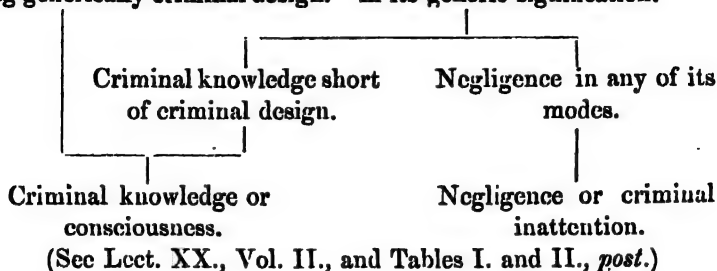 generically criminal design. in its generic signification.
Criminal knowledge short
of criminal design.
Negligence in any of its
modes.
Criminal knowledge or
consciousness.
Negligence or criminal
inattention.
(See Lect. XX., Vol. II., and Tables I. and II., post.)